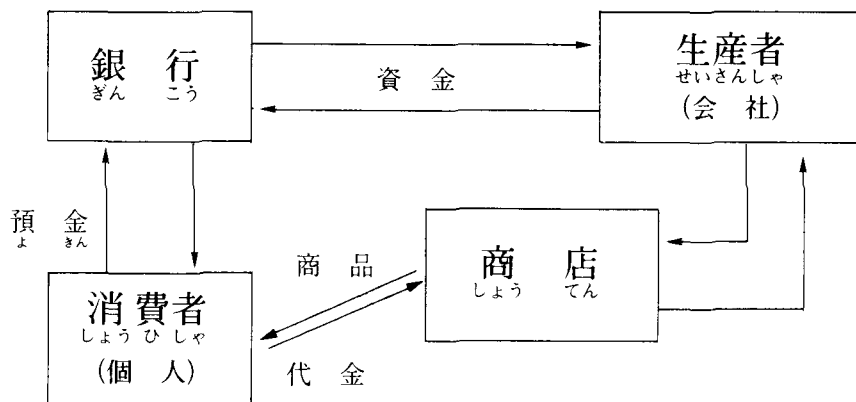 銀行
ぎんこう
資金
生産者
せいさんしゃ
(会社)
預金
よきん
商品
商店
しょうてん
消費者
しょうひしゃ
(個人)
代金